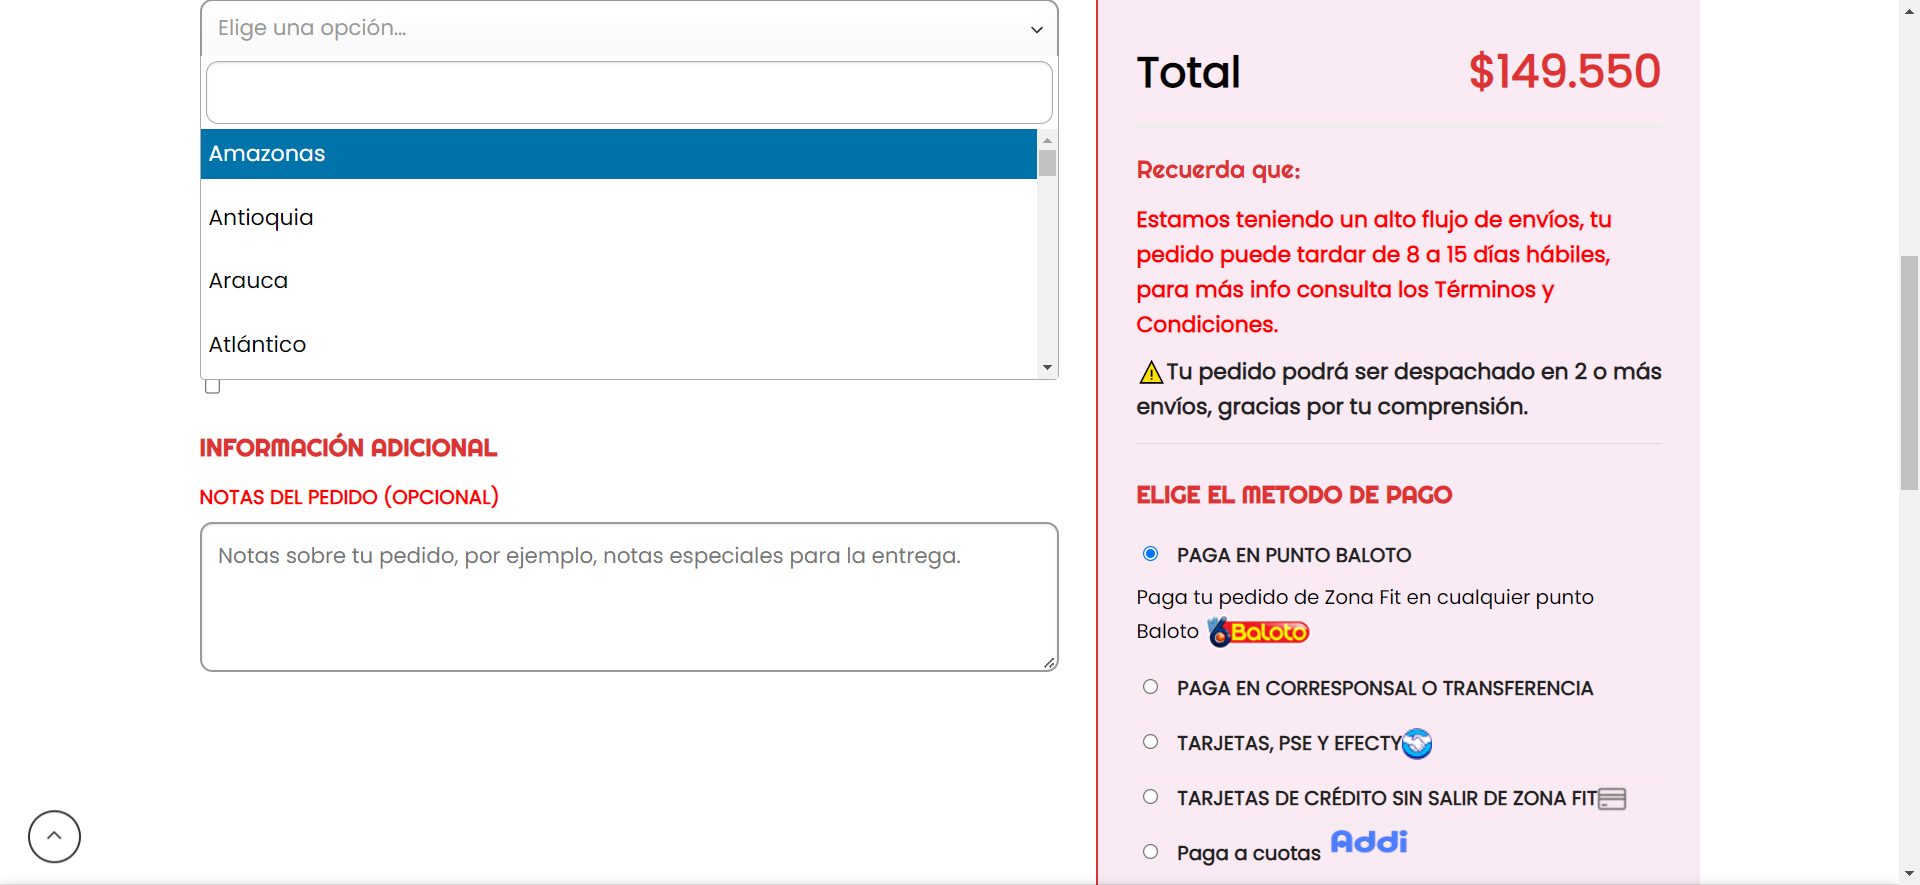 Elige una opción...
Amazonas
Antioquia
Arauca
Atlántico
INFORMACIÓN ADICIONAL
NOTAS DEL PEDIDO (OPCIONAL)
Notas sobre tu pedido, por ejemplo, notas especiales para la entrega.
Total $149.550
Recuerda que:
Estamos teniendo un alto flujo de envíos, tu
pedido puede tardar de 8 a 15 días hábiles,
para más info consulta los Términos y
Condiciones.
Tu pedido podrá ser despachado en 2 o más
envíos, gracias por tu comprensión.
ELIGE EL METODO DE PAGO
PAGA EN PUNTO BALOTO
Paga tu pedido de Zona Fit en cualquier punto
Baloto Baloto
PAGA EN CORRESPONSAL O TRANSFERENCIA
TARJETAS, PSE Y EFECTY
TARJETAS DE CRÉDITO SIN SALIR DE ZONA FIT
Paga a cuotas Addi